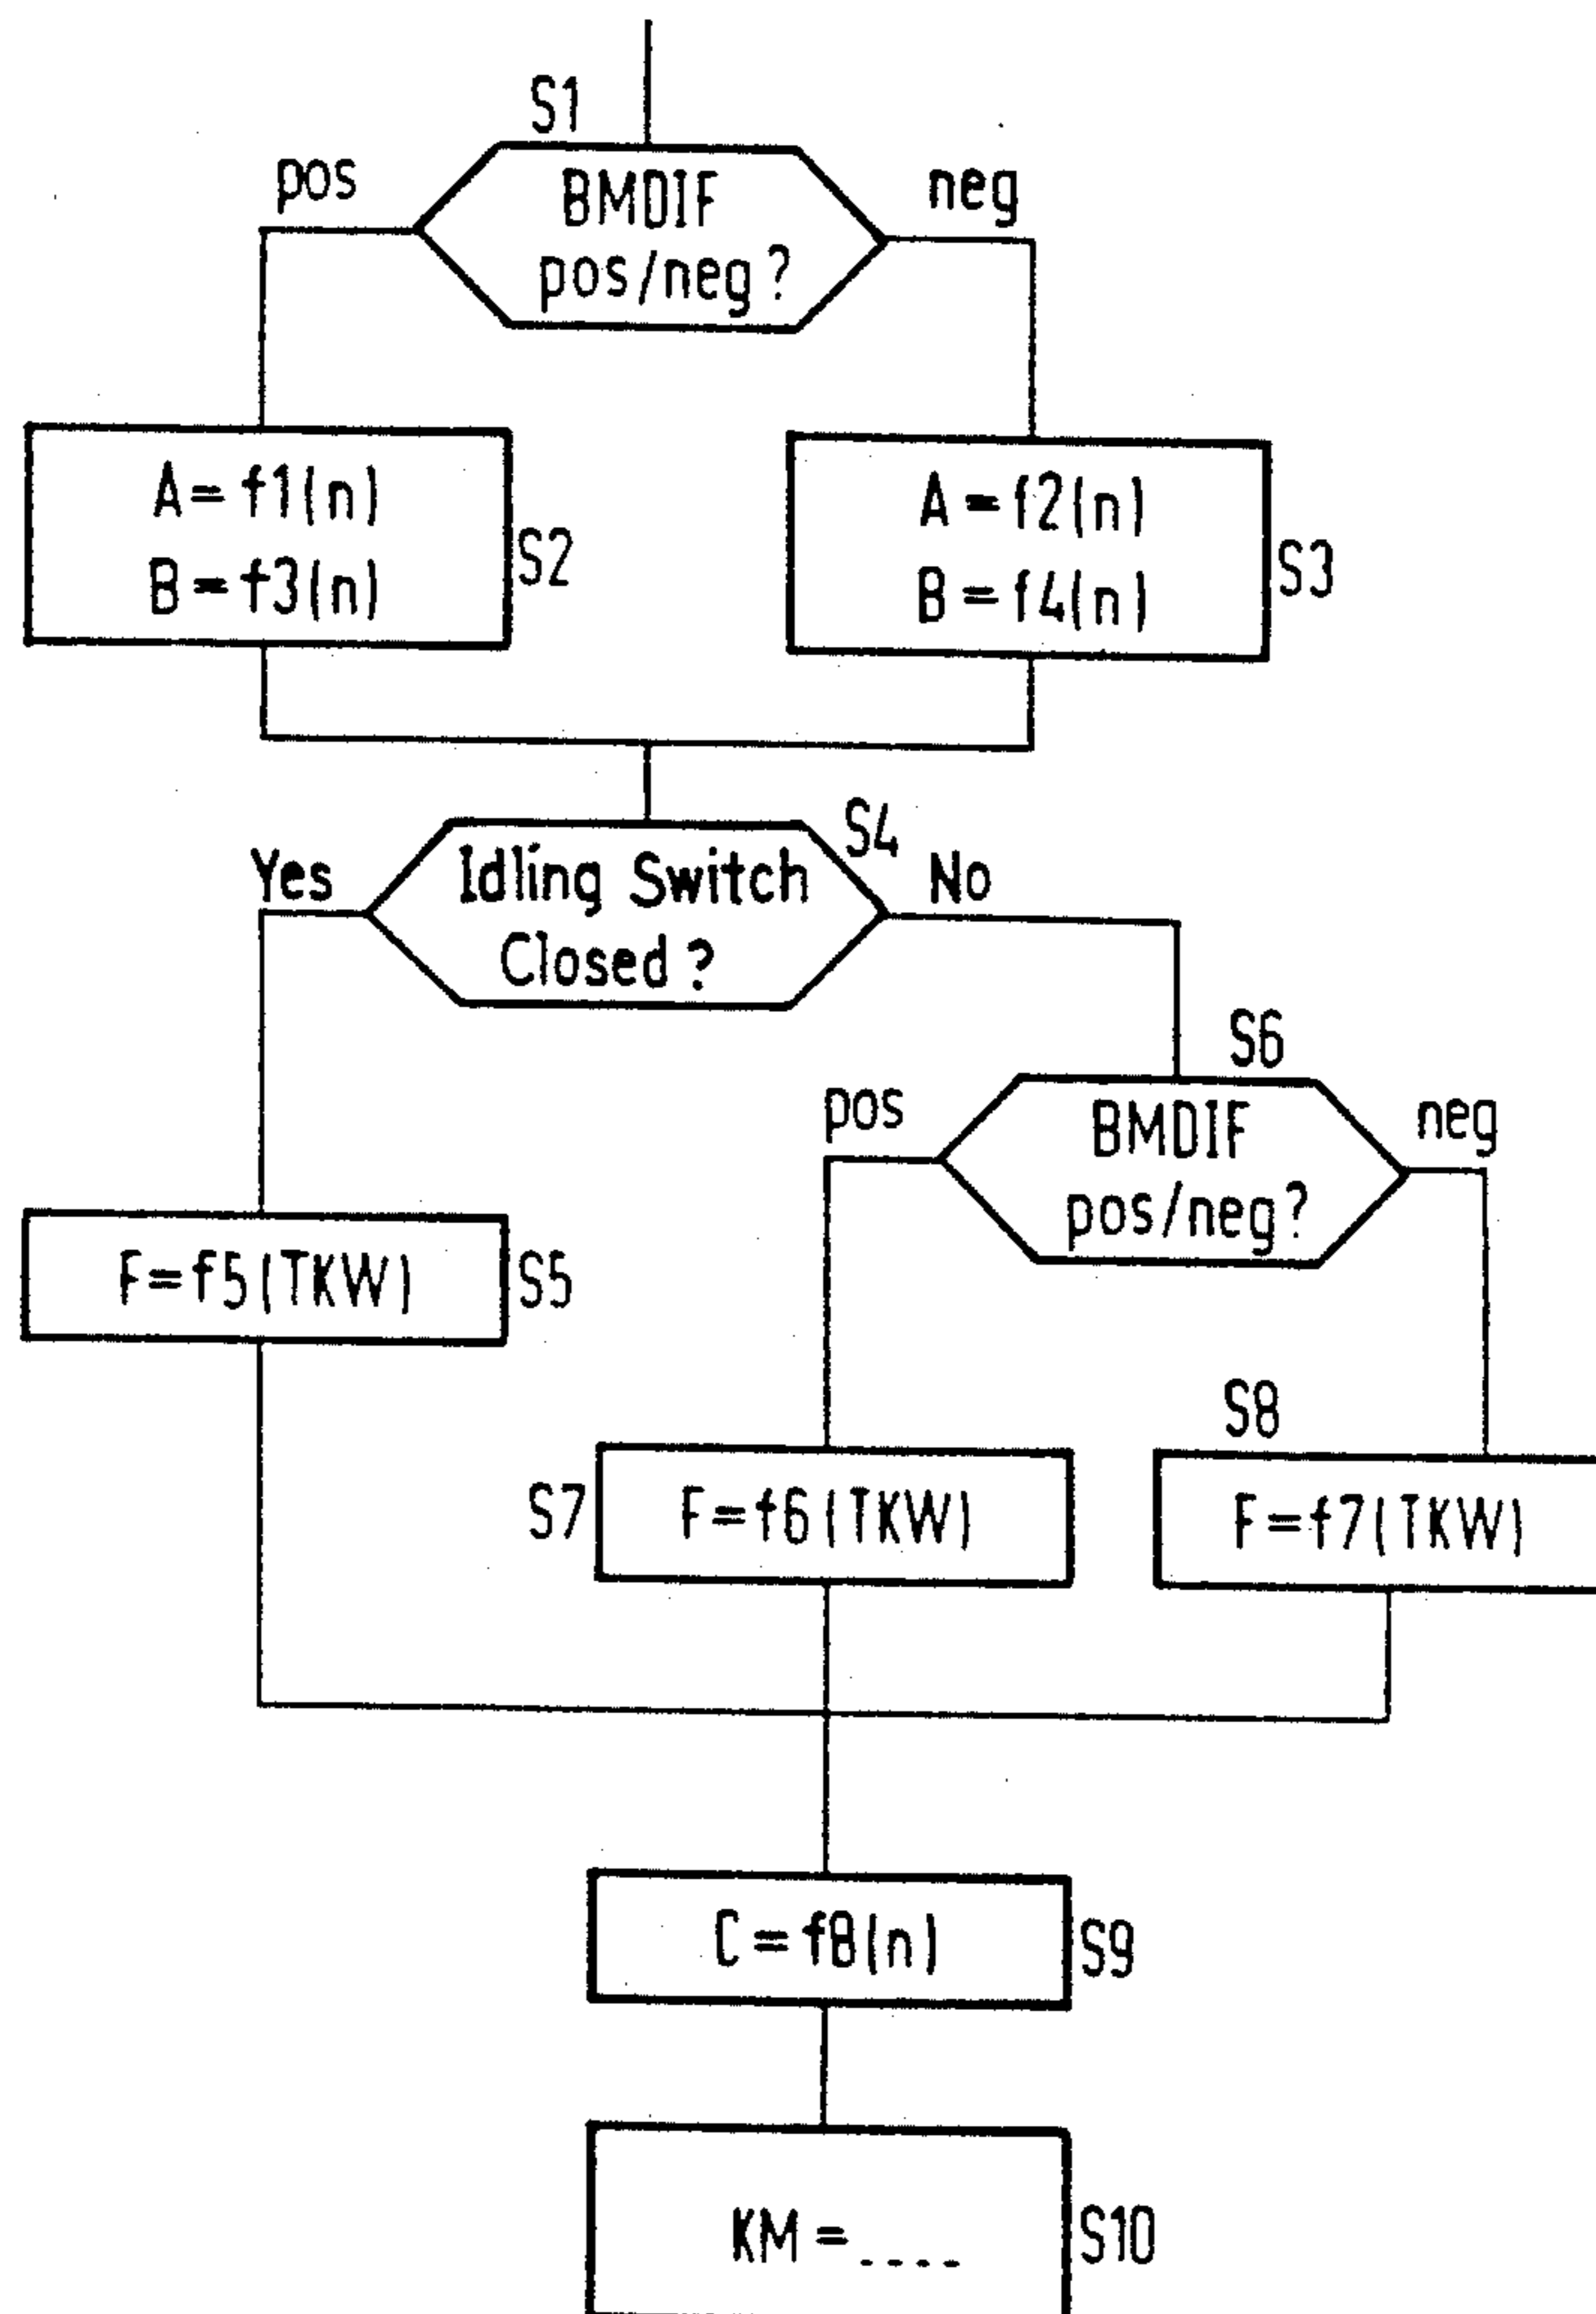 S1
pos
BMDIF
pos/neg?
neg
A=f1(n)
B=f3(n)
S2
A=f2(n)
B=f4(n)
S3
S4
Yes
Idling Switch
Closed?
No
S6
pos
BMDIF
pos/neg?
neg
F=f5(TKW)
S5
S8
S7
F=f6(TKW)
F=f7(TKW)
C=f8(n)
S9
KM=----
S10